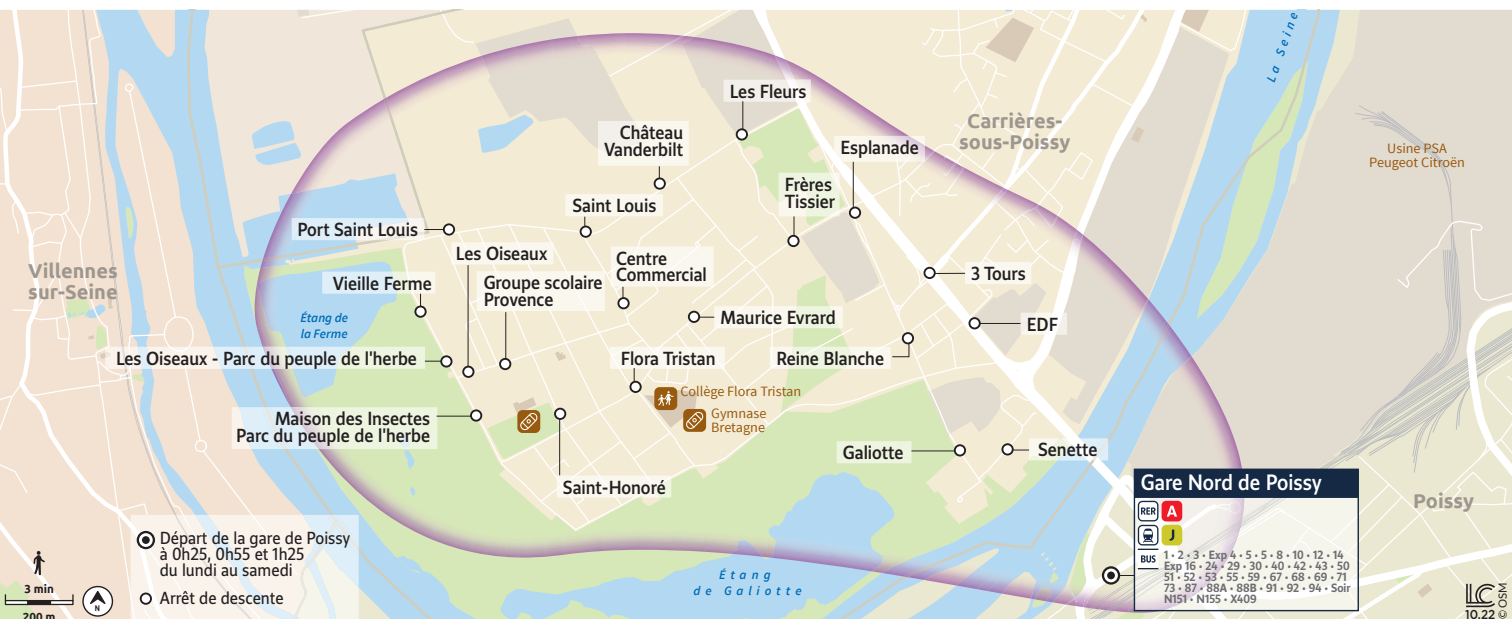 La Seine
Les Fleurs
Carrières-
sous-Poissy
Château
Vanderbilt
Esplanade
Usine PSA
Peugeot Citroën
Frères
Tissier
Saint Louis
Port Saint Louis
Les Oiseaux
Centre
Commercial
Villennes
sur-Seine
3 Tours
Vieille Ferme
Groupe scolaire
Provence
Étang de
la Ferme
Maurice Evrard
EDF
Les Oiseaux - Parc du peuple de l'herbe
Flora Tristan
Reine Blanche
Collège Flora Tristan
Maison des Insectes
Parc du peuple de l'herbe
Gymnase
Bretagne
Galiotte
Senette
Saint-Honoré
Gare Nord de Poissy
RER A
J
BUS
1 • 2 • 3 • Exp 4 • 5 • 5 • 8 • 10 • 12 • 14
Exp 16 • 24 • 29 • 30 • 40 • 42 • 43 • 50
51 • 52 • 53 • 55 • 59 • 67 • 68 • 69 • 71
73 • 87 • 88A • 88B • 91 • 92 • 94 • Soir
N151 • N155 • X409
Poissy
Départ de la gare de Poissy
à 0h25, 0h55 et 1h25
du lundi au samedi
Arrêt de descente
Étang
de Galiotte
3 min
200 m
N
LC
10.22
© OSM